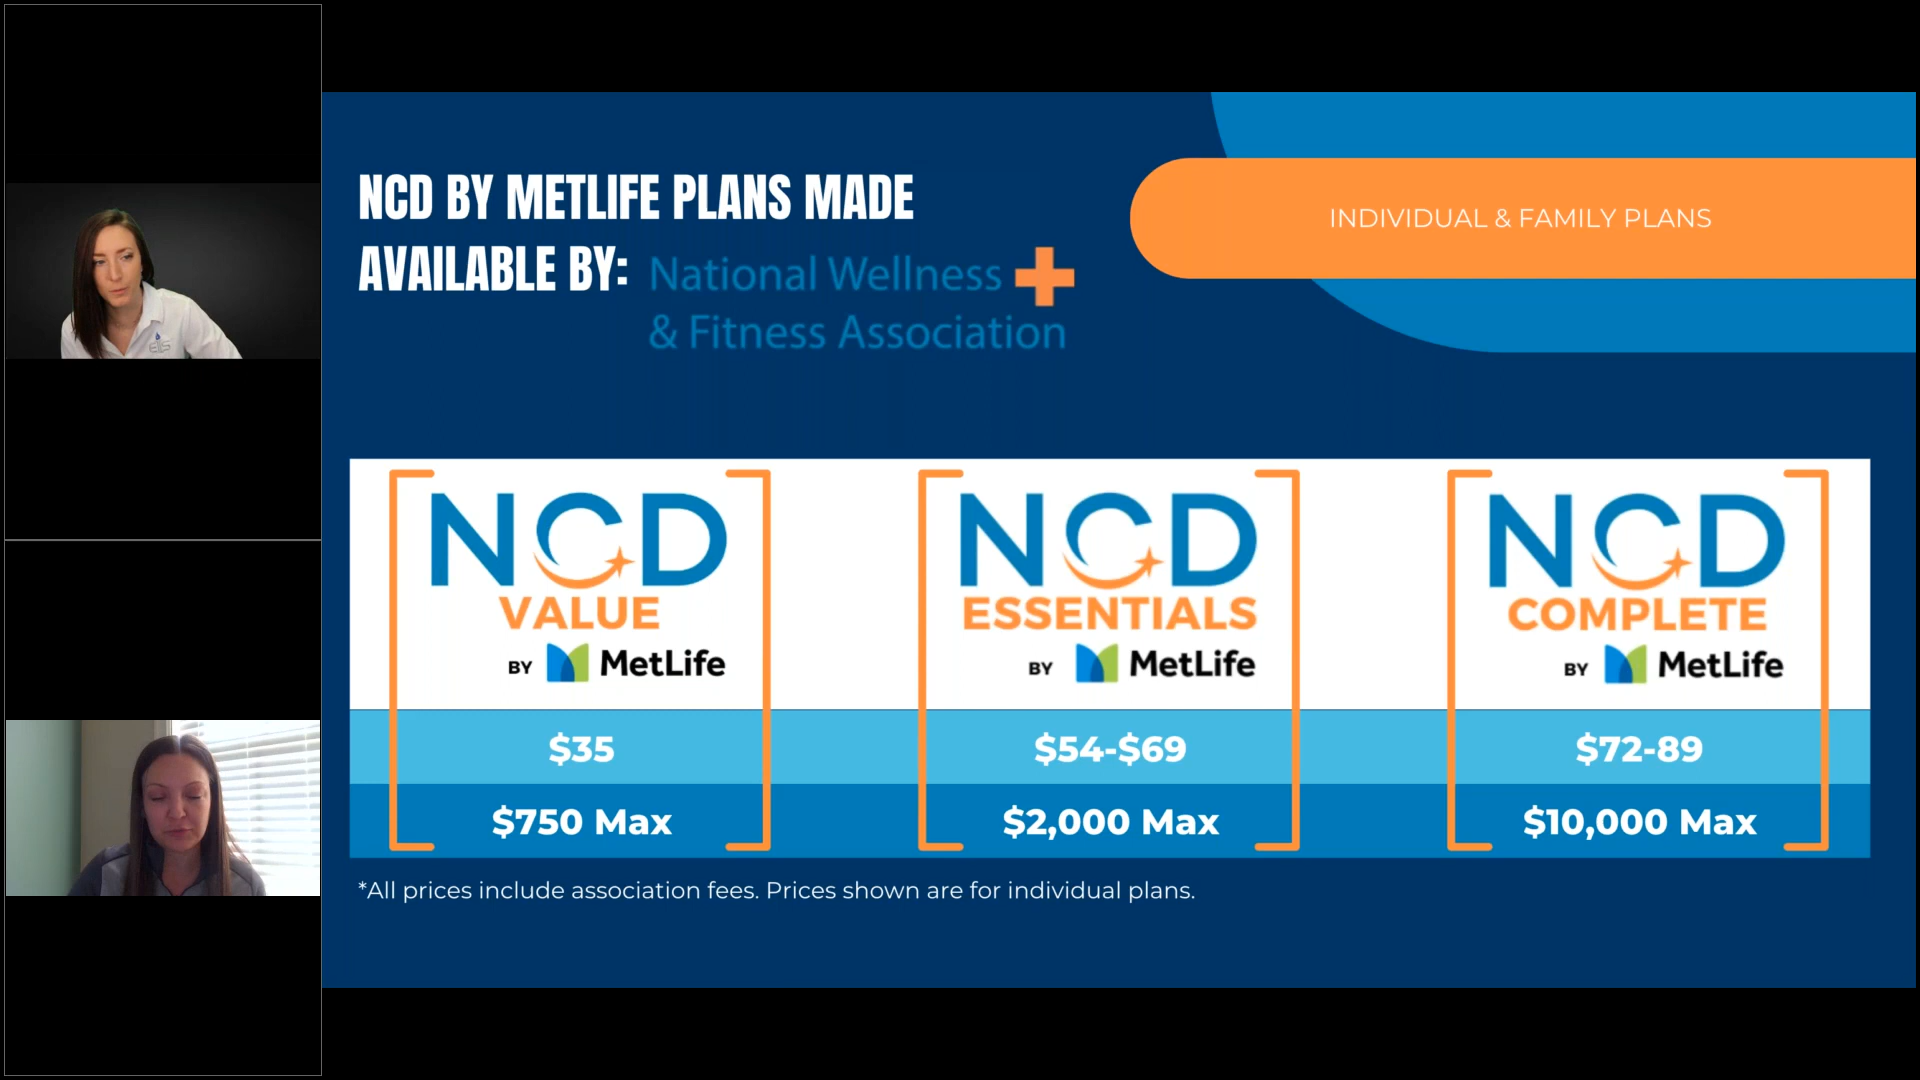 NCD BY METLIFE PLANS MADE
AVAILABLE BY:
National Wellness
& Fitness Association
INDIVIDUAL & FAMILY PLANS
NCD
VALUE
BY MetLife
$35
$750 Max
NCD
ESSENTIALS
BY MetLife
$54-$69
$2,000 Max
NCD
COMPLETE
BY MetLife
$72-89
$10,000 Max
*All prices include association fees. Prices shown are for individual plans.